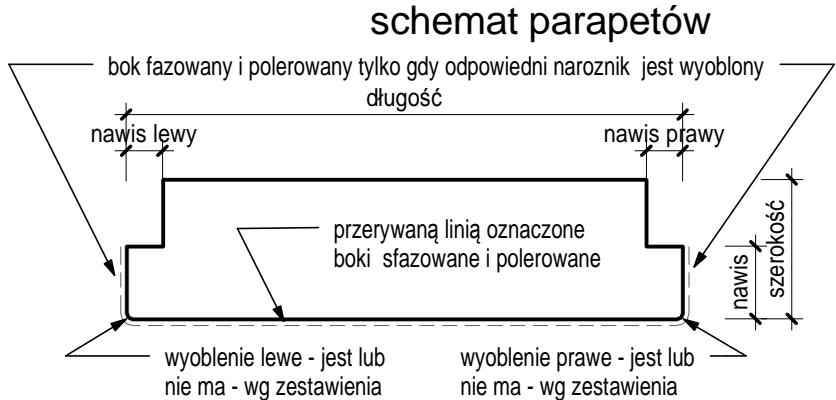 schemat parapetów
bok fazowany i polerowany tylko gdy odpowiedni naroznik jest wyoblony
długość
nawis lewy
nawis prawy
przerywaną linią oznaczone
boki sfazowane i polerowane
nawis
szerokość
wyoblenie lewe - jest lub
nie ma - wg zestawienia
wyoblenie prawe - jest lub
nie ma - wg zestawienia